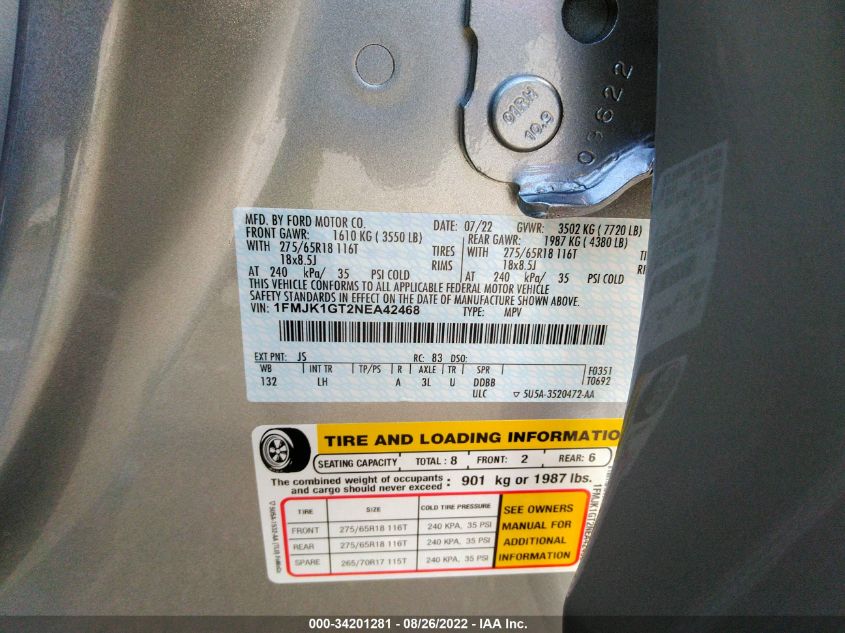 01RH
10.9
03622
MFD. BY FORD MOTOR CO.
DATE: 07/22 GVWR: 3502 KG ( 7720 LB)
FRONT GAWR: 1610 KG ( 3550 LB)
REAR GAWR: 1987 KG ( 4380 LB)
WITH 275/65R18 116T TIRES
WITH 275/65R18 116T
18x8.5J RIMS
18x8.5J
AT 240 kPa/ 35 PSI COLD
AT 240 kPa/ 35 PSI COLD
THIS VEHICLE CONFORMS TO ALL APPLICABLE FEDERAL MOTOR VEHICLE
SAFETY STANDARDS IN EFFECT ON THE DATE OF MANUFACTURE SHOWN ABOVE.
VIN: 1FMJK1GT2NEA42468 TYPE: MPV
EXT PNT: JS RC: 83 DSO:
WB INT TR TP/PS R AXLE TR SPR F0351
132 LH A 3L U DDBB T0692
ULC ▽ 5U5A-3520472-AA
TIRE AND LOADING INFORMATIO
SEATING CAPACITY TOTAL : 8 FRONT: 2 REAR: 6
The combined weight of occupants
and cargo should never exceed : 901 kg or 1987 lbs.
TIRE SIZE COLD TIRE PRESSURE
FRONT 275/65R18 116T 240 KPA, 35 PSI
REAR 275/65R18 116T 240 KPA, 35 PSI
SPARE 265/70R17 115T 240 KPA, 35 PSI
SEE OWNERS
MANUAL FOR
ADDITIONAL
INFORMATION
000-34201281 - 08/26/2022 - IAA Inc.